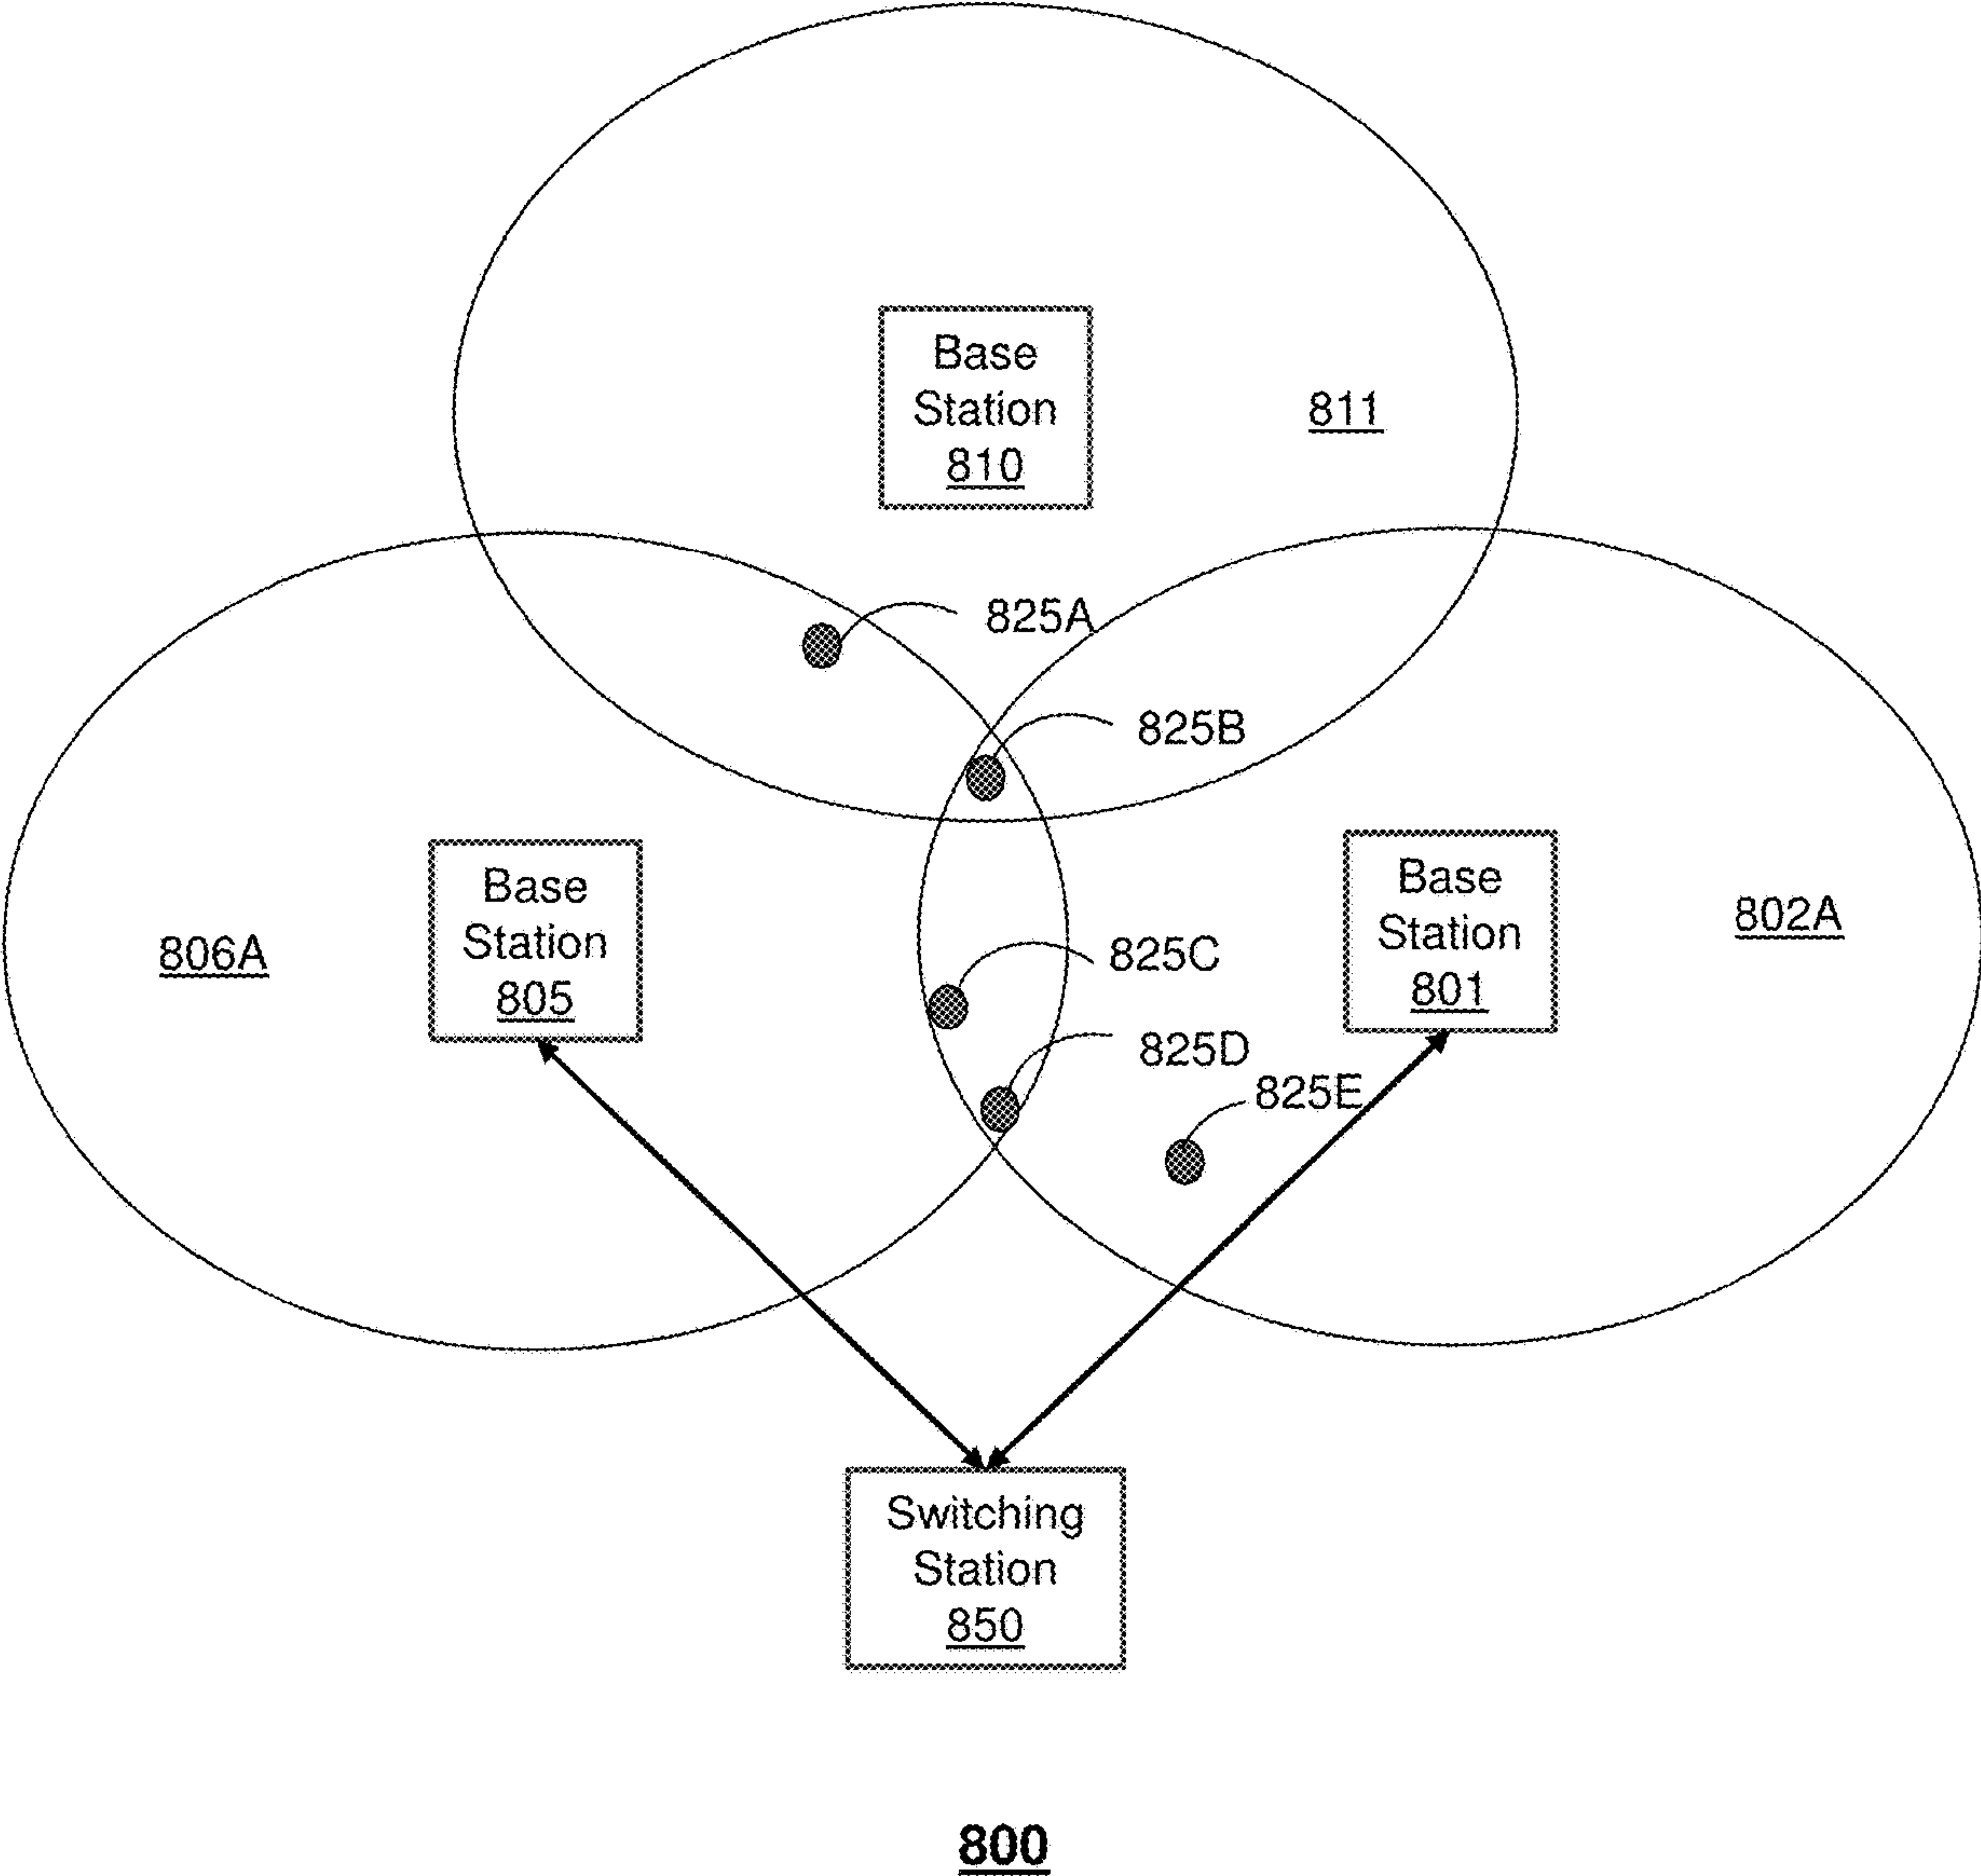 Base
Station
810
811
825A
825B
Base
Station
805
806A
Base
Station
801
802A
825C
825D
825E
Switching
Station
850
800